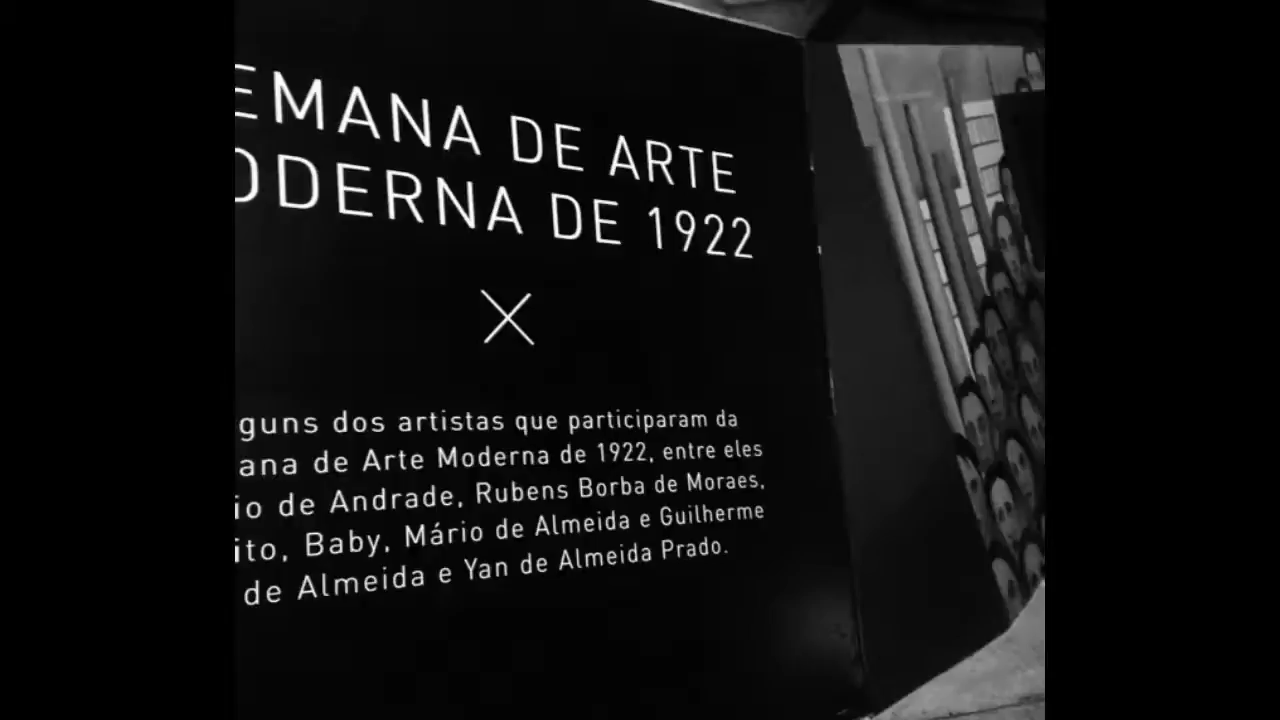 EMANA DE ARTE
ODERNA DE 1922
guns dos artistas que participaram da
ana de Arte Moderna de 1922, entre eles
io de Andrade, Rubens Borba de Moraes,
ito, Baby, Mário de Almeida e Guilherme
de Almeida e Yan de Almeida Prado.